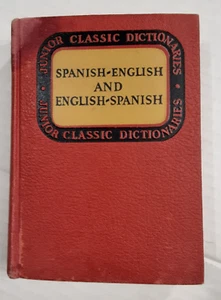 JUNIOR CLASSIC DICTIONARIES
SPANISH-ENGLISH
AND
ENGLISH-SPANISH
JUNIOR CLASSIC DICTIONARIES